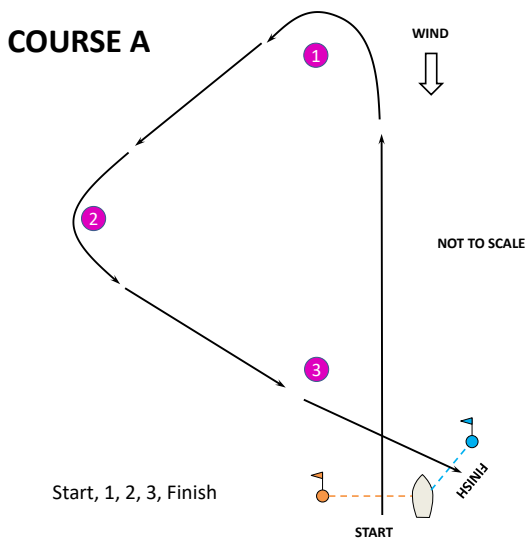 COURSE A
WIND
1
2
NOT TO SCALE
3
FINISH
Start, 1, 2, 3, Finish
START